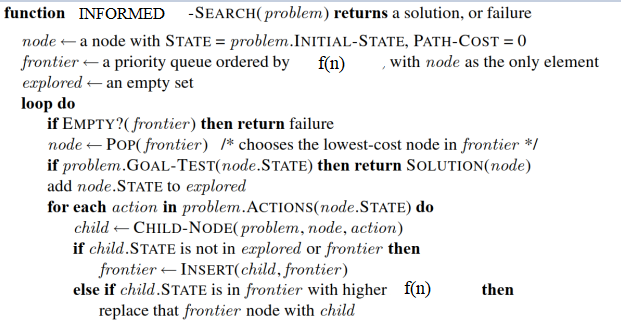 function INFORMED -SEARCH(problem) returns a solution, or failure
node ← a node with STATE = problem.INITIAL-STATE, PATH-COST = 0
frontier ← a priority queue ordered by f(n) , with node as the only element
explored ← an empty set
loop do
if EMPTY?(frontier) then return failure
node ← POP(frontier) /* chooses the lowest-cost node in frontier */
if problem.GOAL-TEST(node.STATE) then return SOLUTION(node)
add node.STATE to explored
for each action in problem.ACTIONS(node.STATE) do
child ← CHILD-NODE(problem, node, action)
if child.STATE is not in explored or frontier then
frontier ← INSERT(child, frontier)
else if child.STATE is in frontier with higher f(n) then
replace that frontier node with child